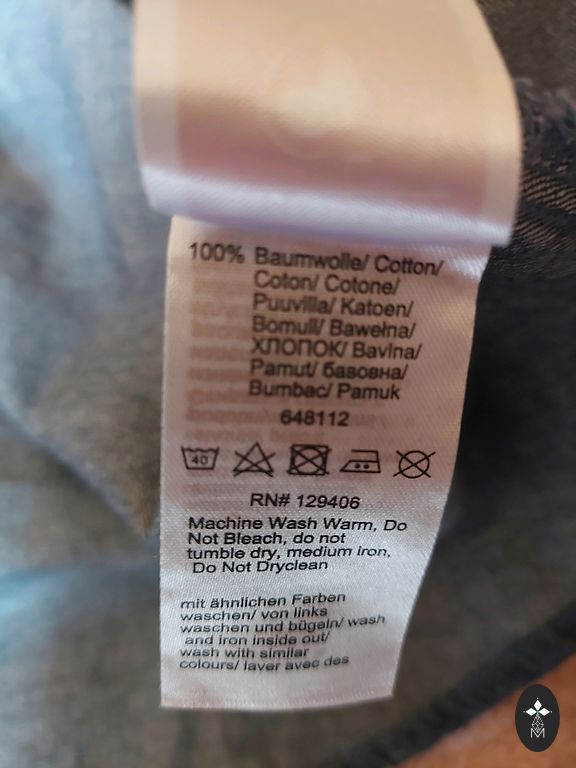 100% Baumwolle/ Cotton/
Coton/ Cotone/
Puuvilla/ Katoen/
Bomull/ Bawełna/
ХЛОПОК/ Bavlna/
Pamut/ бавовна/
Bumbac/ Pamuk
648112
40
RN# 129406
Machine Wash Warm, Do
Not Bleach, do not
tumble dry, medium iron,
Do Not Dryclean
mit ähnlichen Farben
waschen/ von links
waschen und bügeln/ wash
and iron inside out/
wash with similar
colours/ laver avec des
M